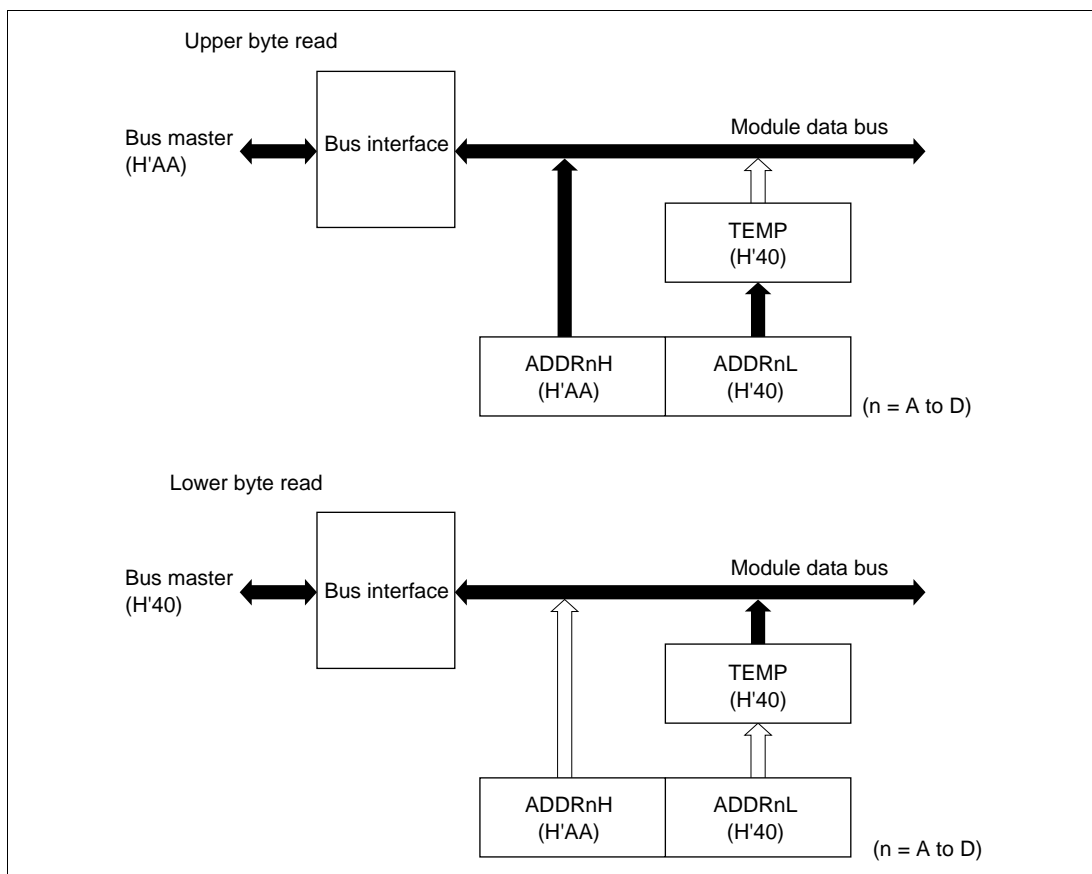 Upper byte read
Bus master
(H'AA)
Bus interface
Module data bus
TEMP
(H'40)
ADDRnH
(H'AA)
ADDRnL
(H'40)
(n = A to D)
Lower byte read
Bus master
(H'40)
Bus interface
Module data bus
TEMP
(H'40)
ADDRnH
(H'AA)
ADDRnL
(H'40)
(n = A to D)